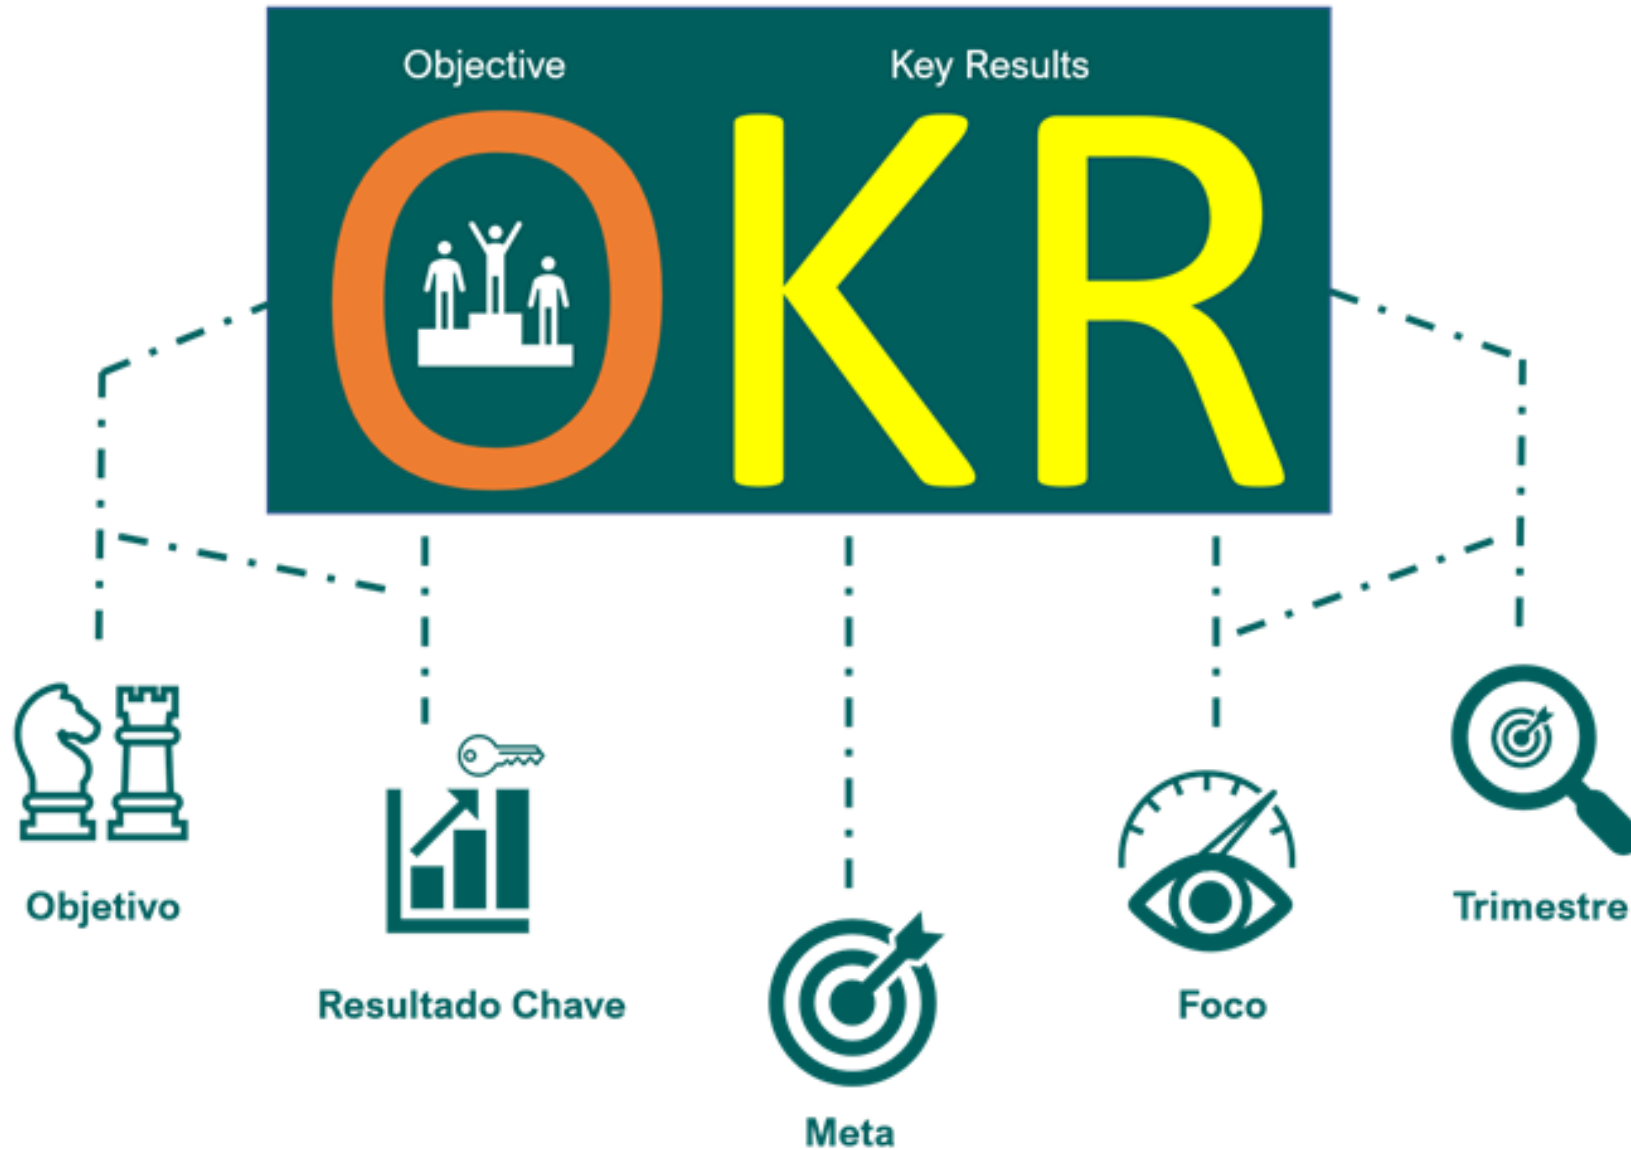 Objective
Key Results
OKR
Objetivo
Resultado Chave
Meta
Foco
Trimestre